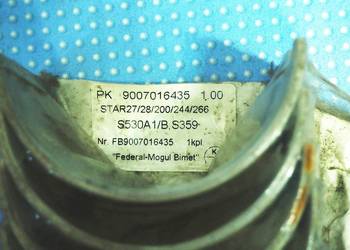 PK 9007016435 1.00
STAR27/28/200/244/266
S530A1/B,S359
Nr. FB9007016435 1kpl
"Federal-Mogul Bimet" K